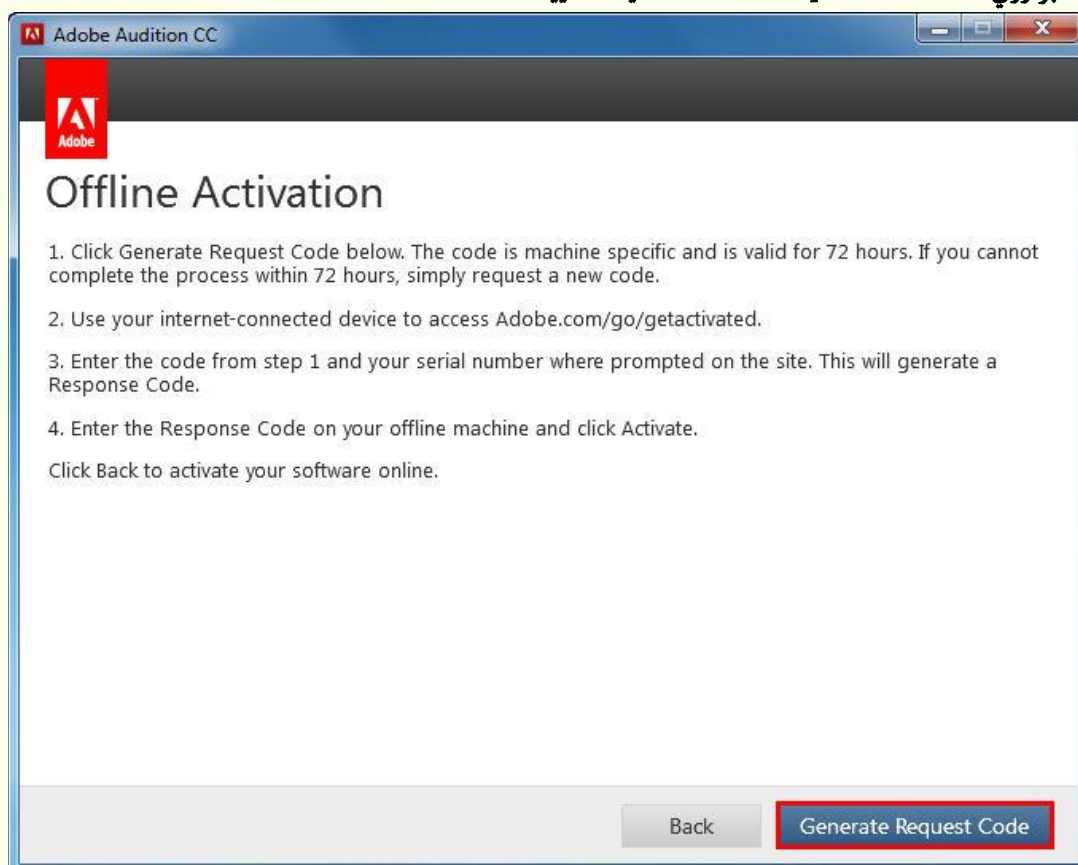 Adobe Audition CC
Adobe
Offline Activation
1. Click Generate Request Code below. The code is machine specific and is valid for 72 hours. If you cannot
complete the process within 72 hours, simply request a new code.
2. Use your internet-connected device to access Adobe.com/go/getactivated.
3. Enter the code from step 1 and your serial number where prompted on the site. This will generate a
Response Code.
4. Enter the Response Code on your offline machine and click Activate.
Click Back to activate your software online.
Back
Generate Request Code